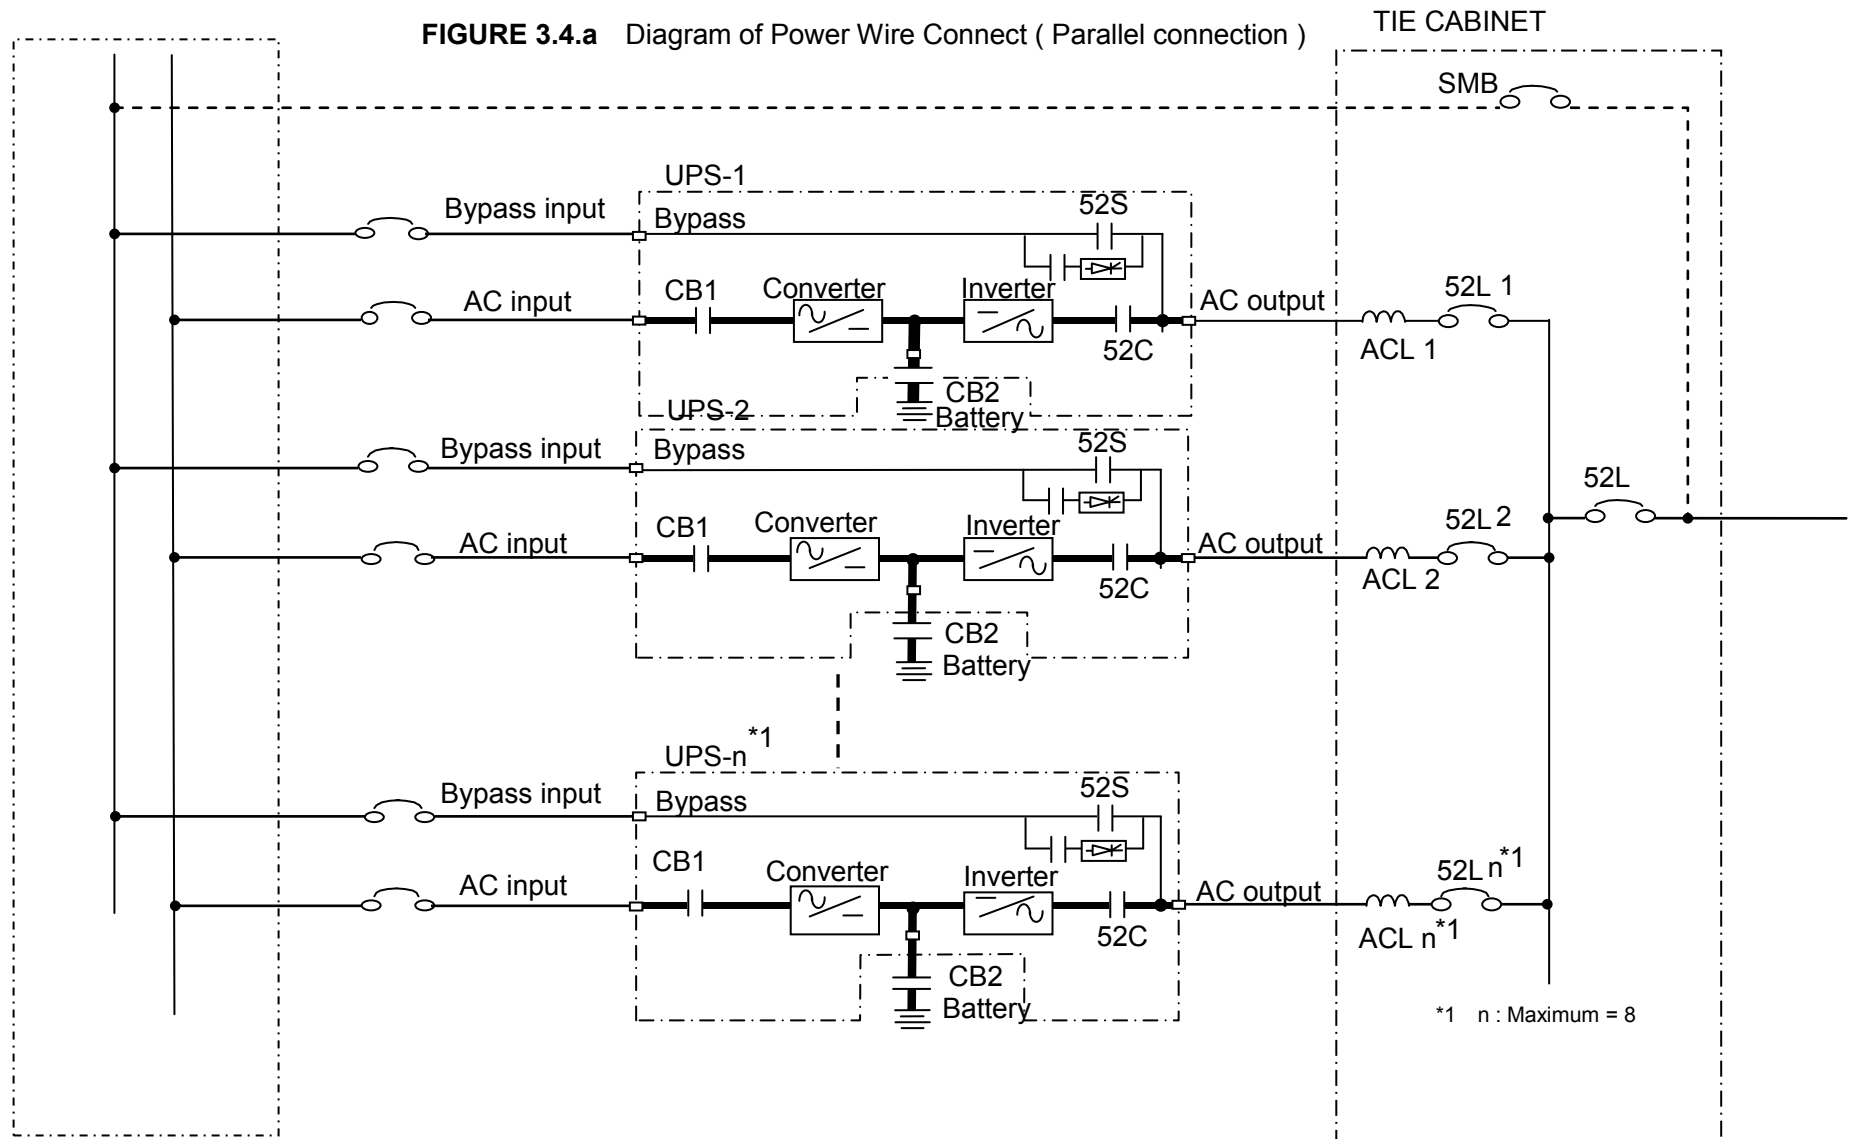 FIGURE 3.4.a Diagram of Power Wire Connect ( Parallel connection )
TIE CABINET
SMB
UPS-1
Bypass input
Bypass
52S
AC input
CB1
Converter
Inverter
52C
AC output
52L 1
ACL 1
CB2
Battery
UPS-2
Bypass input
Bypass
52S
AC input
CB1
Converter
Inverter
52C
AC output
52L 2
ACL 2
52L
CB2
Battery
UPS-n*1
Bypass input
Bypass
52S
AC input
CB1
Converter
Inverter
52C
AC output
52L n*1
ACL n*1
CB2
Battery
*1 n : Maximum = 8